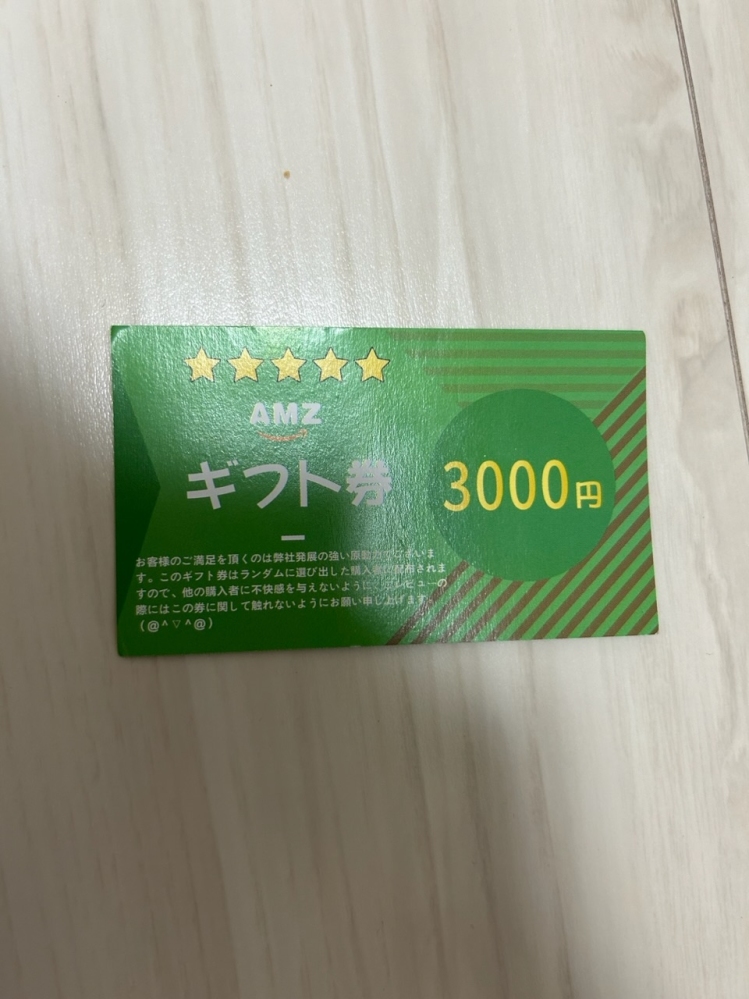 AMZ
ギフト券
3000円
お客様のご満足を頂くのは弊社発展の強い原動力でございま
す。このギフト券はランダムに選び出した購入者に配布されま
すので、他の購入者に不快感を与えないように、レビューの
際にはこの券に関して触れないようにお願い申し上げます。
(@^▽^@)